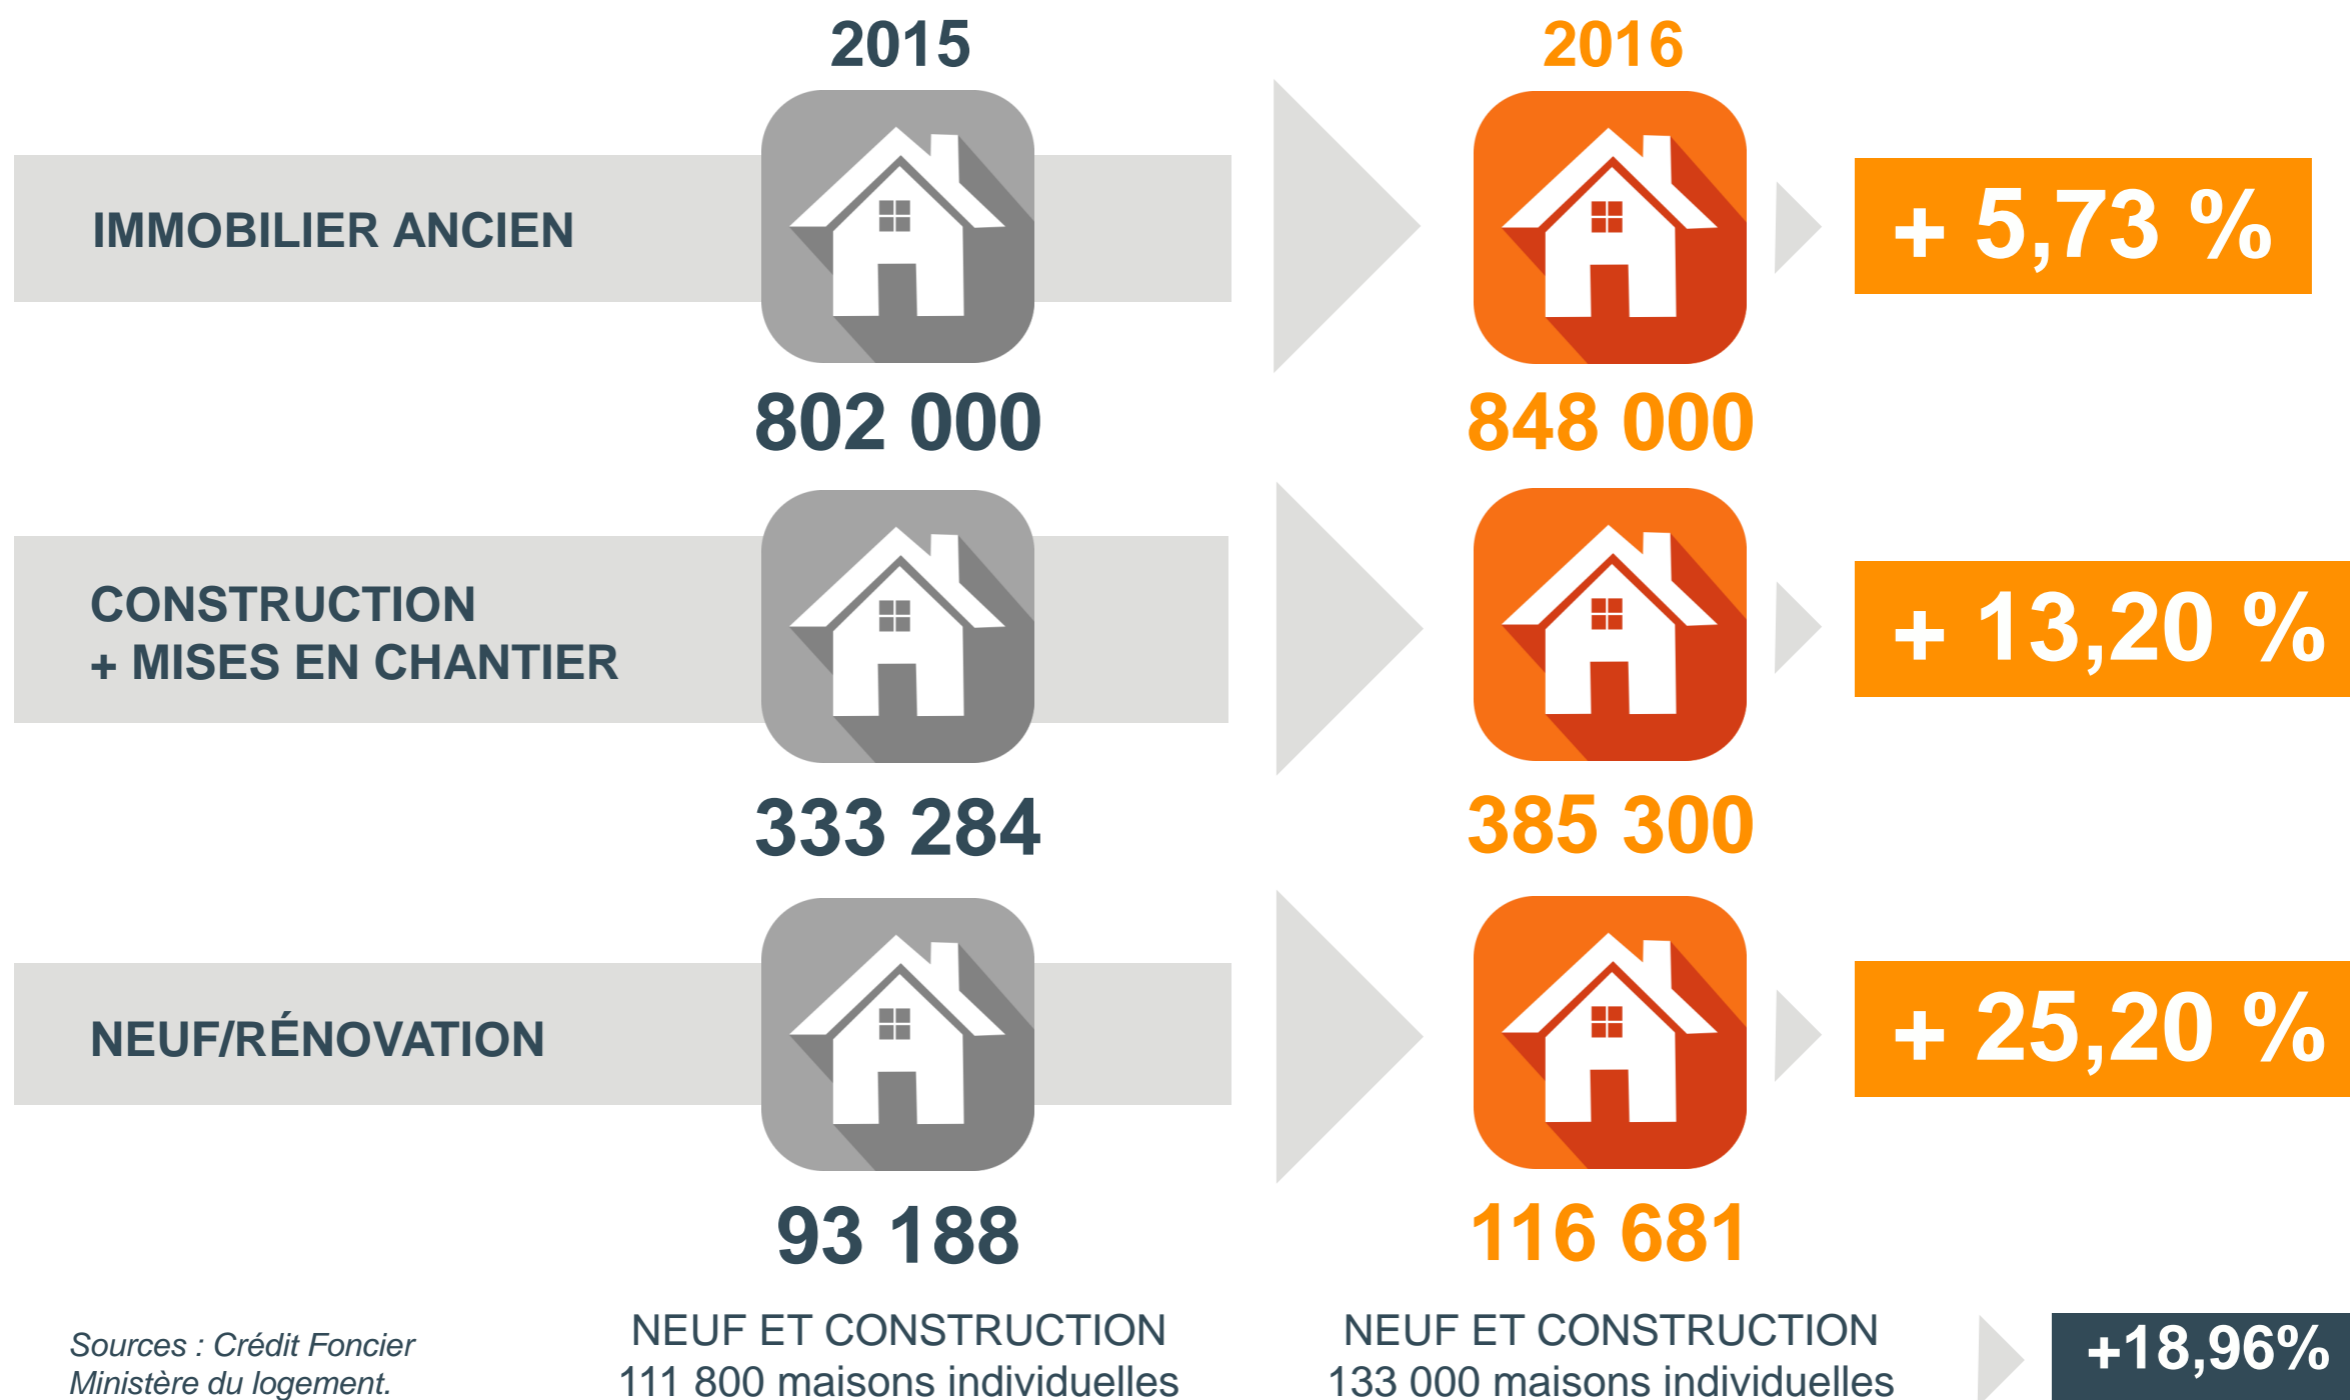 2015
2016
IMMOBILIER ANCIEN
+ 5,73 %
802 000
848 000
CONSTRUCTION
+ MISES EN CHANTIER
+ 13,20 %
333 284
385 300
NEUF/RÉNOVATION
+ 25,20 %
93 188
116 681
Sources : Crédit Foncier
Ministère du logement.
NEUF ET CONSTRUCTION
111 800 maisons individuelles
NEUF ET CONSTRUCTION
133 000 maisons individuelles
+18,96%